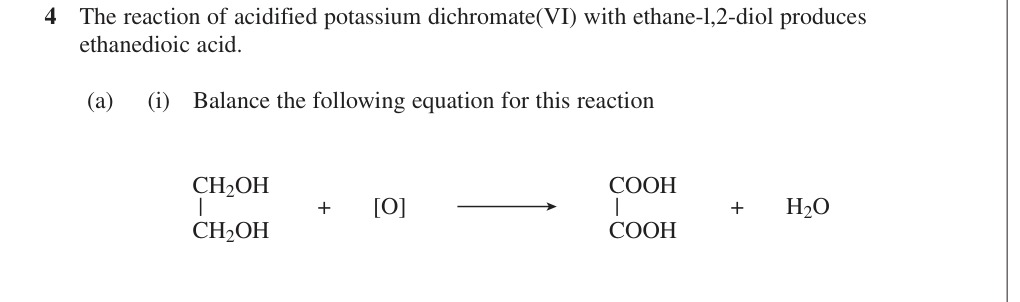 4 The reaction of acidified potassium dichromate(VI) with ethane-l,2-diol produces
ethanedioic acid.
(a) (i) Balance the following equation for this reaction
CH₂OH COOH
| + [O] ⟶ | + H₂O
CH₂OH COOH